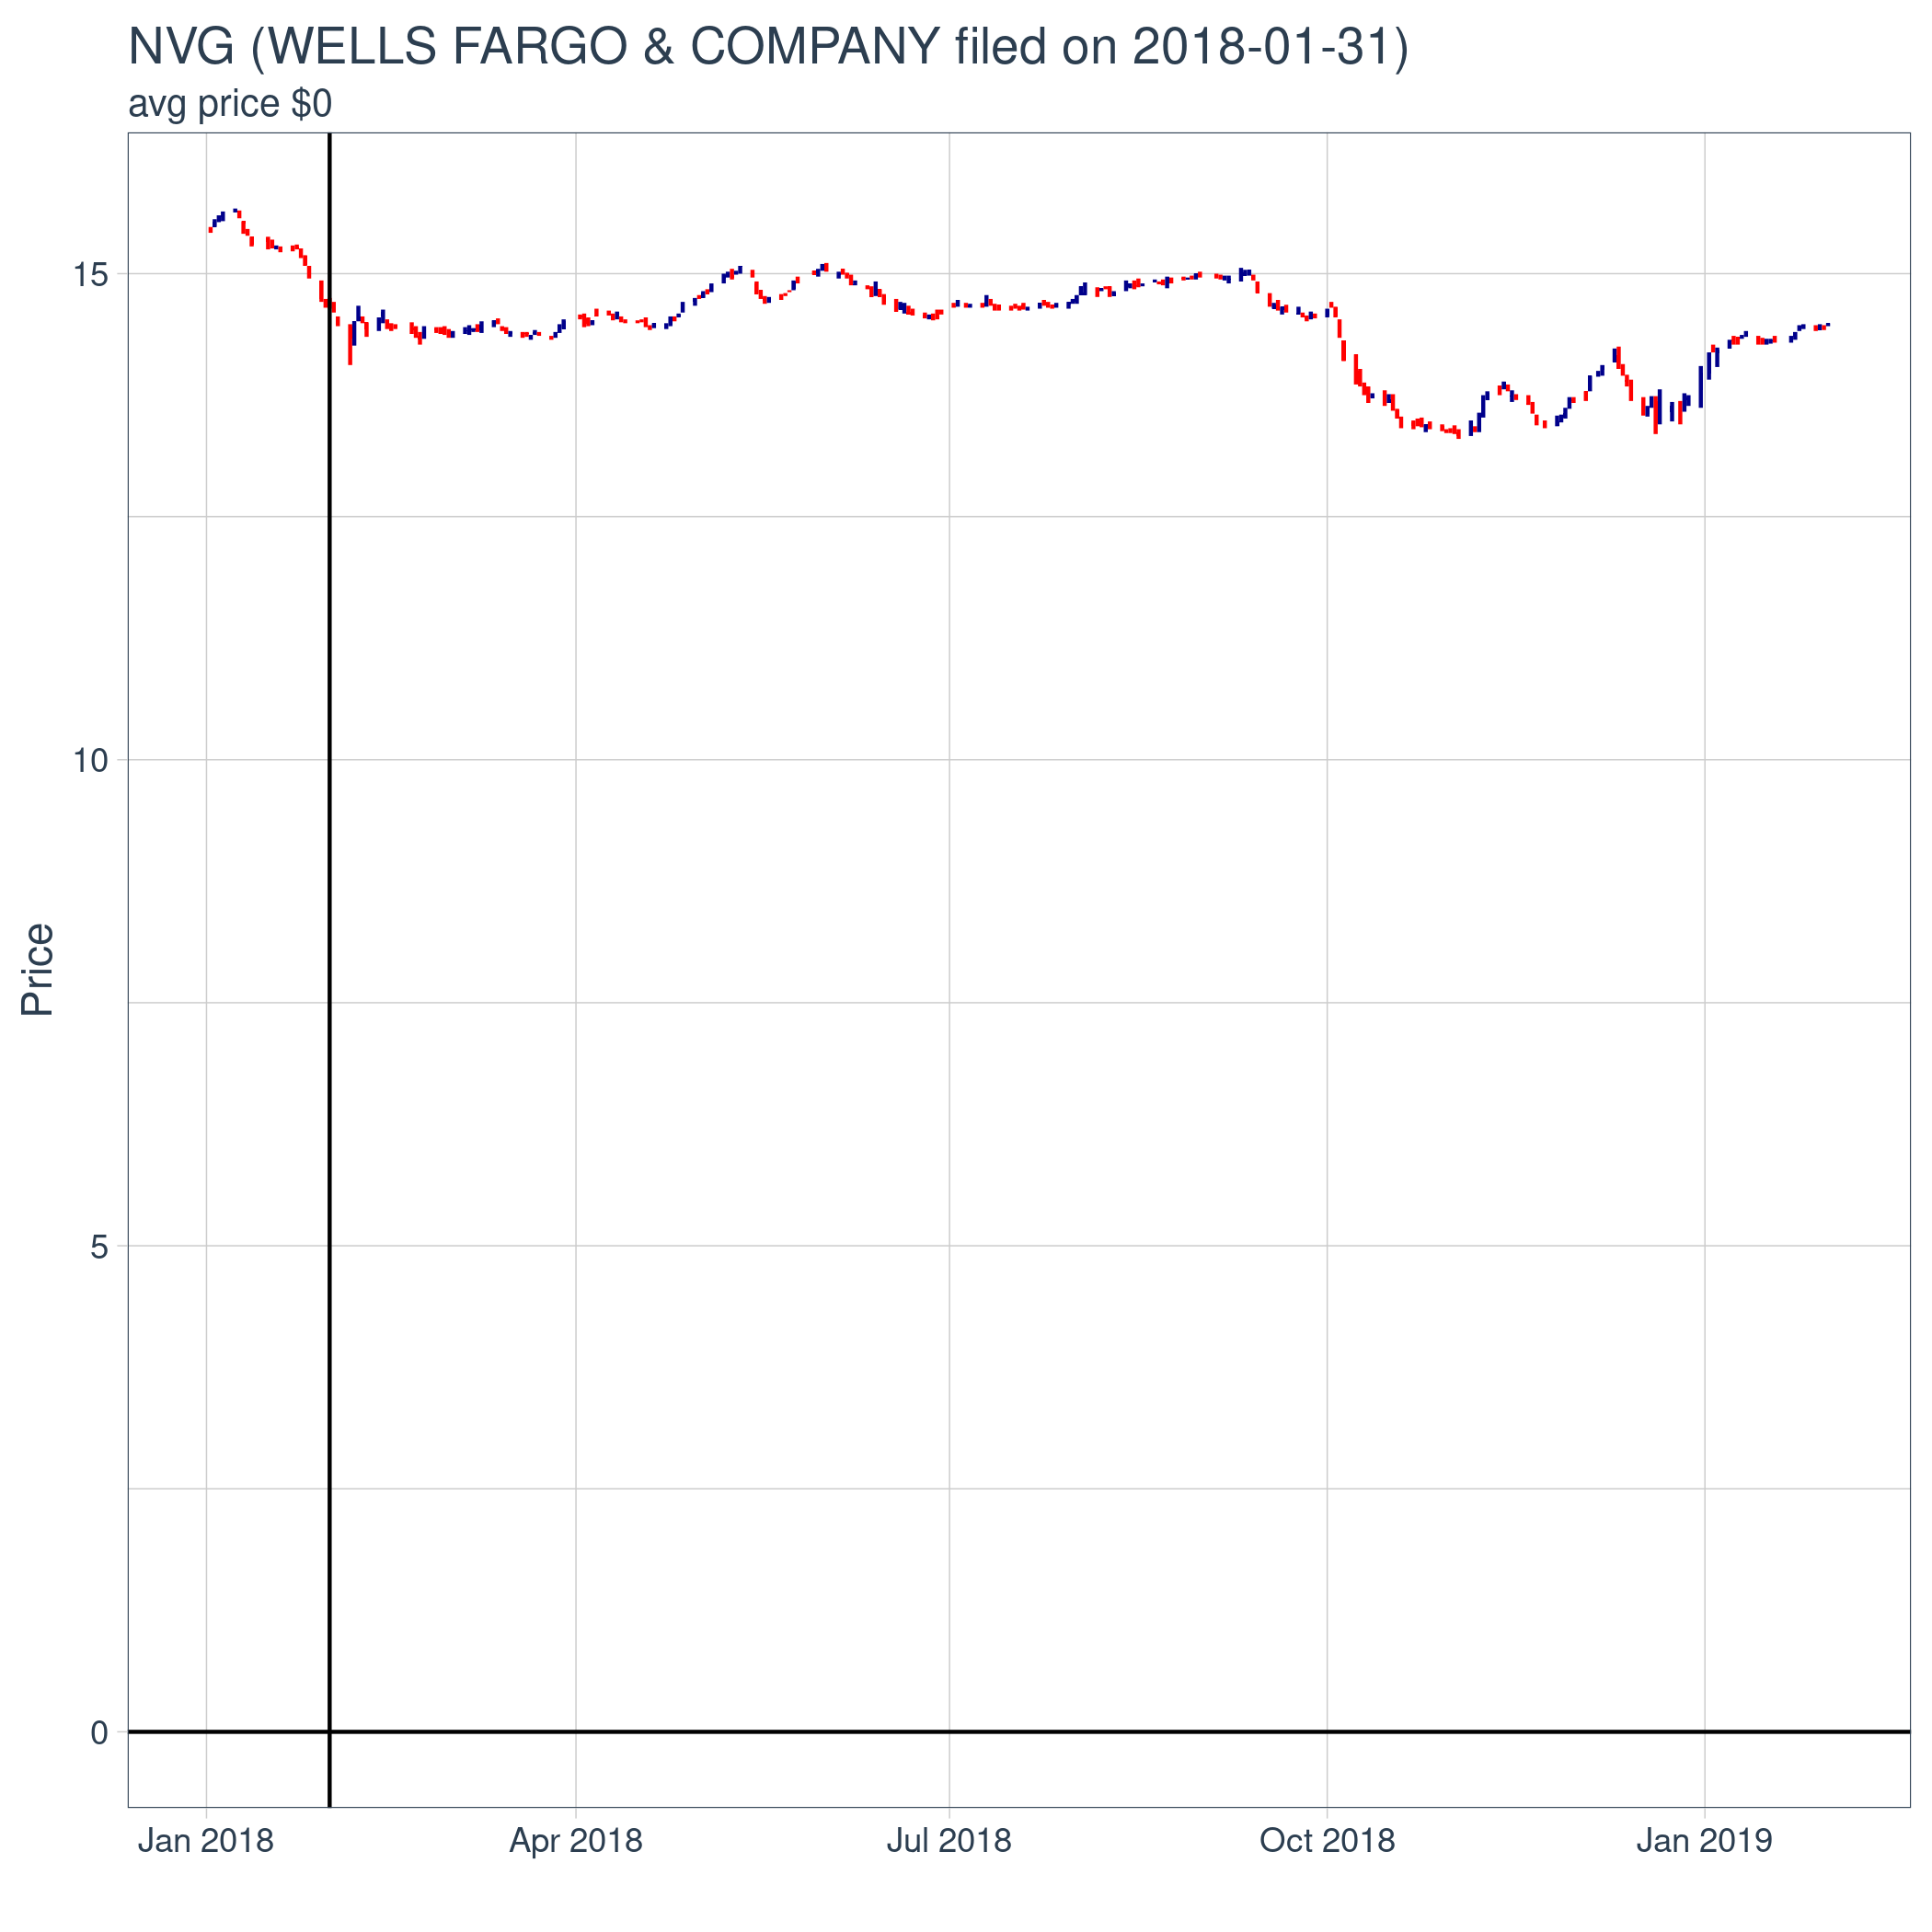 NVG (WELLS FARGO & COMPANY filed on 2018-01-31)
avg price $0
15
10
5
0
Price
Jan 2018
Apr 2018
Jul 2018
Oct 2018
Jan 2019